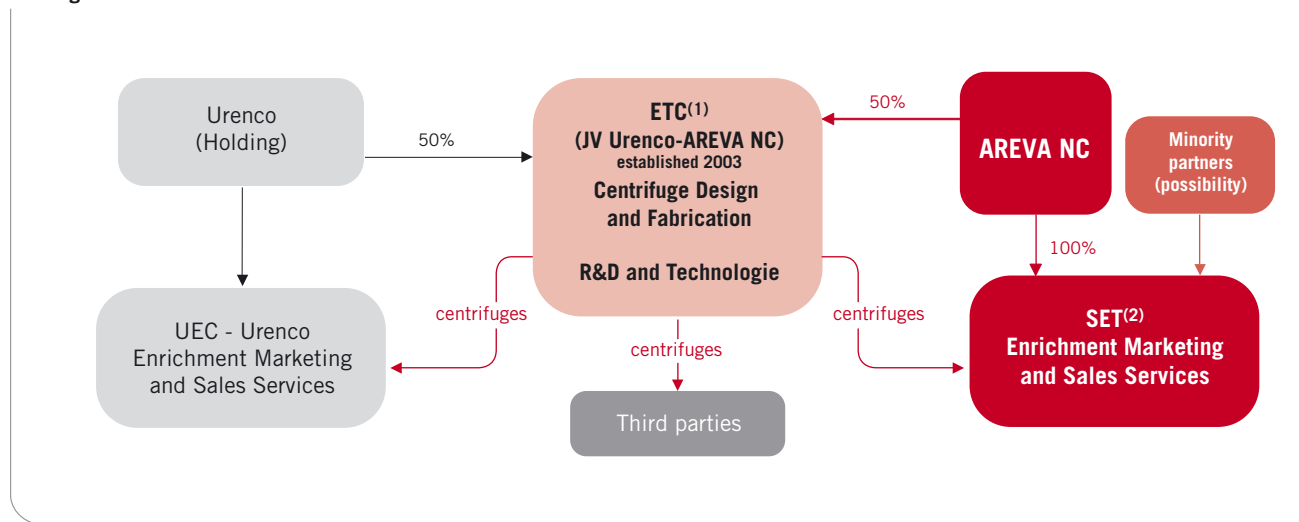 Urenco
(Holding)
50%
ETC(1)
(JV Urenco-AREVA NC)
established 2003
Centrifuge Design
and Fabrication
R&D and Technologie
50%
AREVA NC
Minority
partners
(possibility)
100%
UEC - Urenco
Enrichment Marketing
and Sales Services
centrifuges
centrifuges
centrifuges
Third parties
SET(2)
Enrichment Marketing
and Sales Services